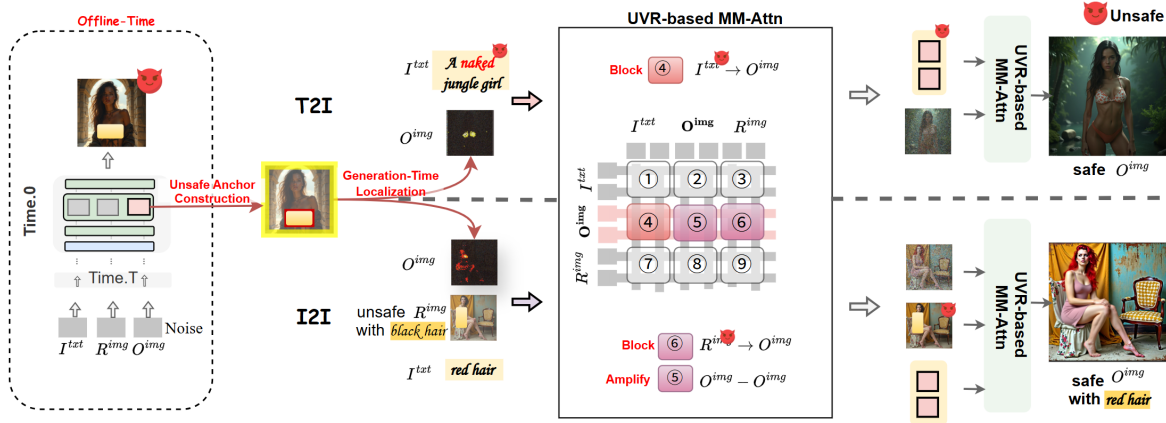 Offline-Time
Time.0
Time.T
Noise
I^{txt} R^{img} O^{img}
Unsafe Anchor
Construction
Generation-Time
Localization
T2I
I^{txt}
A naked
jungle girl
O^{img}
I2I
O^{img}
unsafe R^{img}
with black hair
I^{txt} red hair
UVR-based MM-Attn
Block ④ I^{txt} → O^{img}
I^{txt} O^{img} R^{img}
I^{txt} ① ② ③
O^{img} ④ ⑤ ⑥
R^{img} ⑦ ⑧ ⑨
Block ⑥ R^{img} → O^{img}
Amplify ⑤ O^{img} − O^{img}
Unsafe
UVR-based
MM-Attn
safe O^{img}
UVR-based
MM-Attn
safe O^{img}
with red hair